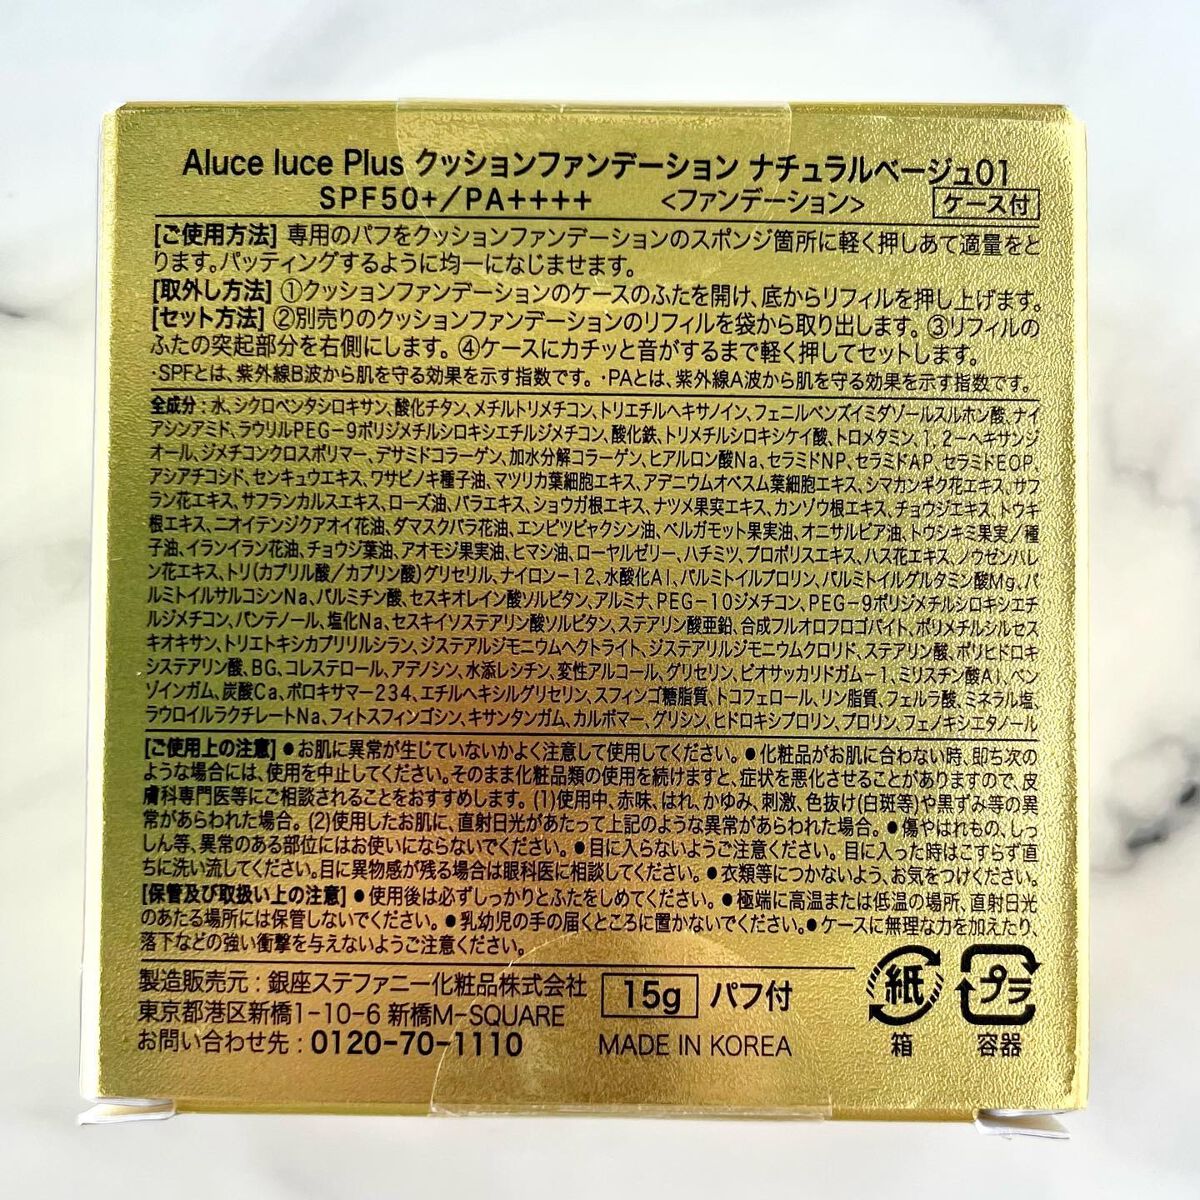 Aluce luce Plus クッションファンデーション ナチュラルベージュ01
SPF50+/PA++++ <ファンデーション> ケース付
[ご使用方法] 専用のパフをクッションファンデーションのスポンジ箇所に軽く押しあて適量をと
ります。パッティングするように均一になじませます。
[取外し方法] ①クッションファンデーションのケースのふたを開け、底からリフィルを押し上げます。
[セット方法] ②別売りのクッションファンデーションのリフィルを袋から取り出します。③リフィルの
ふたの突起部分を右側にします。④ケースにカチッと音がするまで軽く押してセットします。
・SPFとは、紫外線B波から肌を守る効果を示す指数です。・PAとは、紫外線A波から肌を守る効果を示す指数です。
全成分：水、シクロペンタシロキサン、酸化チタン、メチルトリメチコン、トリエチルヘキサノイン、フェニルベンズイミダゾールスルホン酸、ナイ
アシンアミド、ラウリルPEG-9ポリジメチルシロキシエチルジメチコン、酸化鉄、トリメチルシロキシケイ酸、トロメタミン、1，2-ヘキサンジ
オール、ジメチコンクロスポリマー、デサミドコラーゲン、加水分解コラーゲン、ヒアルロン酸Na、セラミドNP、セラミドAP、セラミドEOP、
アシアチコシド、センキュウエキス、ワサビノキ種子油、マツリカ葉細胞エキス、アデニウムオベスム葉細胞エキス、シマカンギク花エキス、サフ
ラン花エキス、サフランカルスエキス、ローズ油、バラエキス、ショウガ根エキス、ナツメ果実エキス、カンゾウ根エキス、チョウジエキス、トウキ
根エキス、ニオイテンジクアオイ花油、ダマスクバラ花油、エンピツビャクシン油、ベルガモット果実油、オニサルビア油、トウシキミ果実／種
子油、イランイラン花油、チョウジ葉油、アオモジ果実油、ヒマシ油、ローヤルゼリー、ハチミツ、プロポリスエキス、ハス花エキス、ノウゼンハレ
ン花エキス、トリ(カプリル酸／カプリン酸)グリセリル、ナイロン-12、水酸化Al、パルミトイルプロリン、パルミトイルグルタミン酸Mg、パ
ルミトイルサルコシンNa、パルミチン酸、セスキオレイン酸ソルビタン、アルミナ、PEG-10ジメチコン、PEG-9ポリジメチルシロキシエチ
ルジメチコン、パンテノール、塩化Na、セスキイソステアリン酸ソルビタン、ステアリン酸亜鉛、合成フルオロフロゴパイト、ポリメチルシルセス
キオキサン、トリエトキシカプリリルシラン、ジステアルジモニウムヘクトライト、ジステアリルジモニウムクロリド、ステアリン酸、ポリヒドロキ
システアリン酸、BG、コレステロール、アデノシン、水添レシチン、変性アルコール、グリセリン、ビオサッカリドガム-1、ミリスチン酸Al、ベン
ゾインガム、炭酸Ca、ポロキサマー234、エチルヘキシルグリセリン、スフィンゴ糖脂質、トコフェロール、リン脂質、フェルラ酸、ミネラル塩、
ラウロイルラクチレートNa、フィトスフィンゴシン、キサンタンガム、カルボマー、グリシン、ヒドロキシプロリン、プロリン、フェノキシエタノール
[ご使用上の注意] ●お肌に異常が生じていないかよく注意して使用してください。●化粧品がお肌に合わない時、即ち次の
ような場合には、使用を中止してください。そのまま化粧品類の使用を続けますと、症状を悪化させることがありますので、皮
膚科専門医等にご相談されることをおすすめします。(1)使用中、赤味、はれ、かゆみ、刺激、色抜け(白斑等)や黒ずみ等の異
常があらわれた場合。(2)使用したお肌に、直射日光があたって上記のような異常があらわれた場合。●傷やはれもの、しっ
しん等、異常のある部位にはお使いにならないでください。●目に入らないようご注意ください。目に入った時はこすらず直
ちに洗い流してください。目に異物感が残る場合は眼科医に相談してください。●衣類等につかないよう、お気をつけください。
[保管及び取扱い上の注意] ●使用後は必ずしっかりとふたをしめてください。●極端に高温または低温の場所、直射日光
のあたる場所には保管しないでください。●乳幼児の手の届くところに置かないでください。●ケースに無理な力を加えたり、
落下などの強い衝撃を与えないようご注意ください。
製造販売元：銀座ステファニー化粧品株式会社 15g パフ付
東京都港区新橋1-10-6 新橋M-SQUARE
お問い合わせ先：0120-70-1110 MADE IN KOREA
紙 プラ
箱 容器